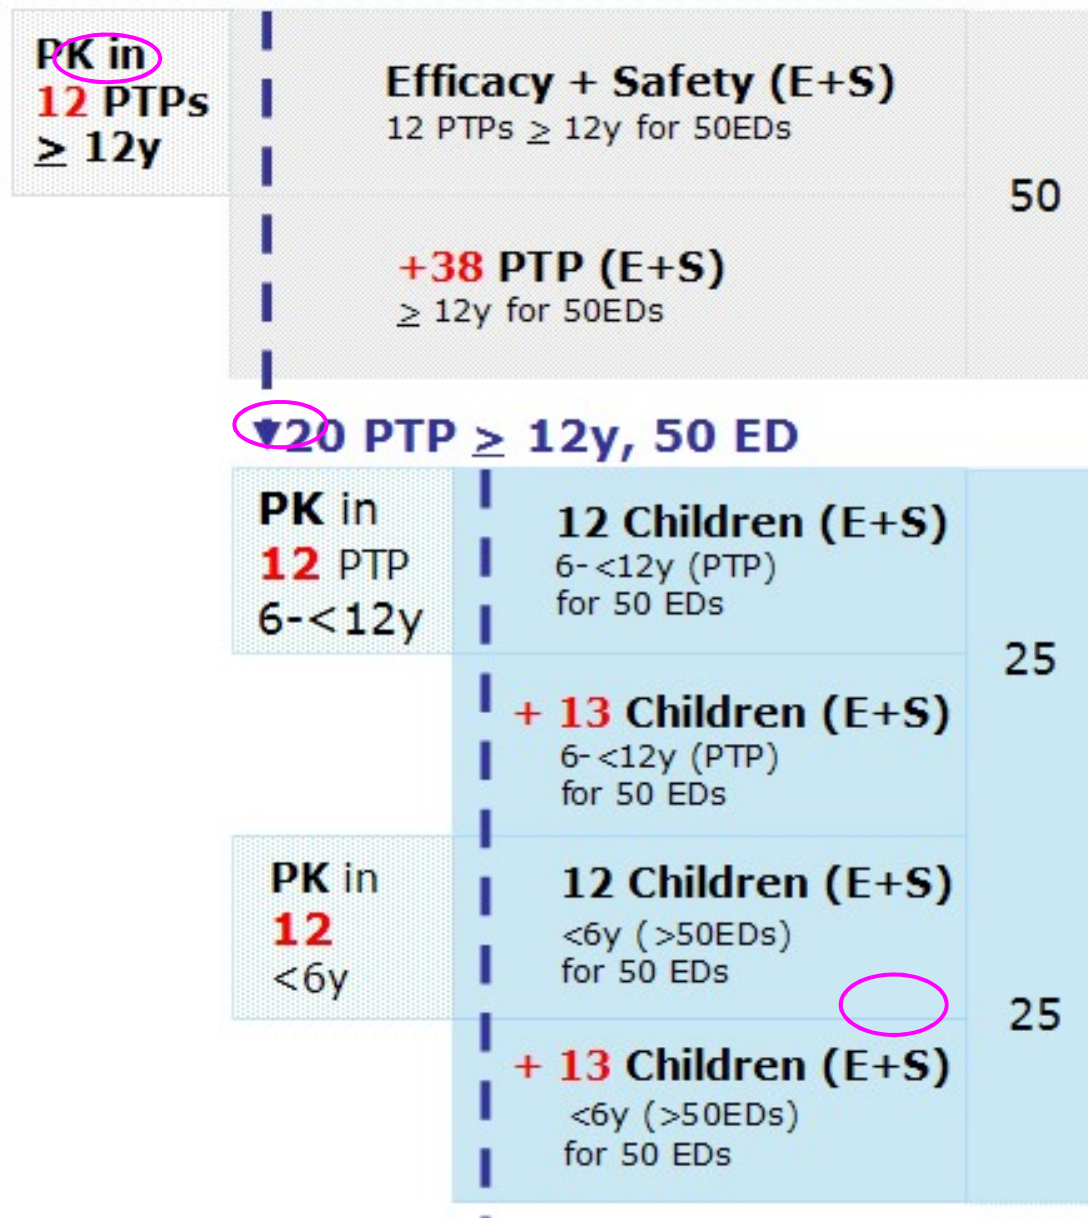 PK in
12 PTPs
≥ 12y
Efficacy + Safety (E+S)
12 PTPs ≥ 12y for 50EDs
+38 PTP (E+S)
≥ 12y for 50EDs
50
20 PTP ≥ 12y, 50 ED
PK in
12 PTP
6-<12y
12 Children (E+S)
6-<12y (PTP)
for 50 EDs
+ 13 Children (E+S)
6-<12y (PTP)
for 50 EDs
25
PK in
12
<6y
12 Children (E+S)
<6y (>50EDs)
for 50 EDs
+ 13 Children (E+S)
<6y (>50EDs)
for 50 EDs
25